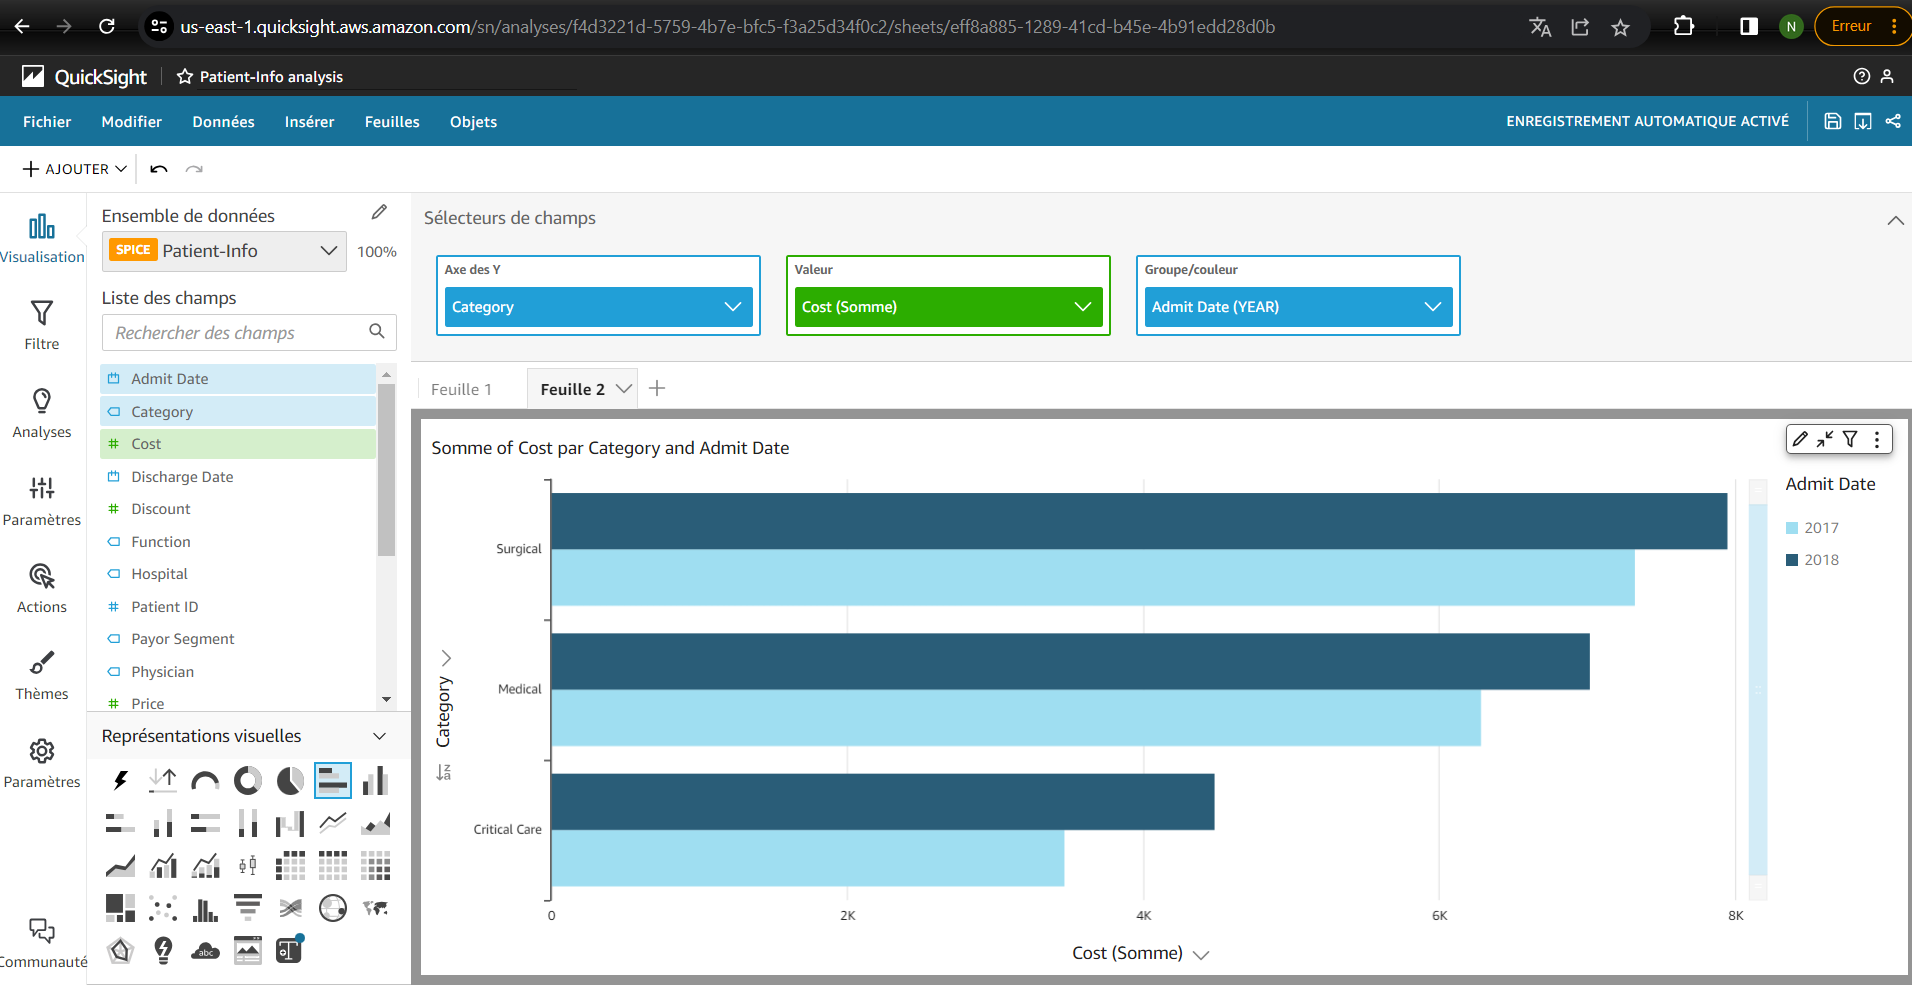 us-east-1.quicksight.aws.amazon.com/sn/analyses/f4d3221d-5759-4b7e-bfc5-f3a25d34f0c2/sheets/eff8a885-1289-41cd-b45e-4b91edd28d0b
N
Erreur
QuickSight
Patient-Info analysis
Fichier
Modifier
Données
Insérer
Feuilles
Objets
ENREGISTREMENT AUTOMATIQUE ACTIVÉ
AJOUTER
Visualisation
Filtre
Analyses
Paramètres
Actions
Thèmes
Paramètres
Communauté
Ensemble de données
SPICE Patient-Info
100%
Liste des champs
Rechercher des champs
Admit Date
Category
Cost
Discharge Date
Discount
Function
Hospital
Patient ID
Payor Segment
Physician
Price
Représentations visuelles
abc
Sélecteurs de champs
Axe des Y
Category
Valeur
Cost (Somme)
Groupe/couleur
Admit Date (YEAR)
Feuille 1
Feuille 2
Somme of Cost par Category and Admit Date
Category
Surgical
Medical
Critical Care
0
2K
4K
6K
8K
Cost (Somme)
Admit Date
2017
2018